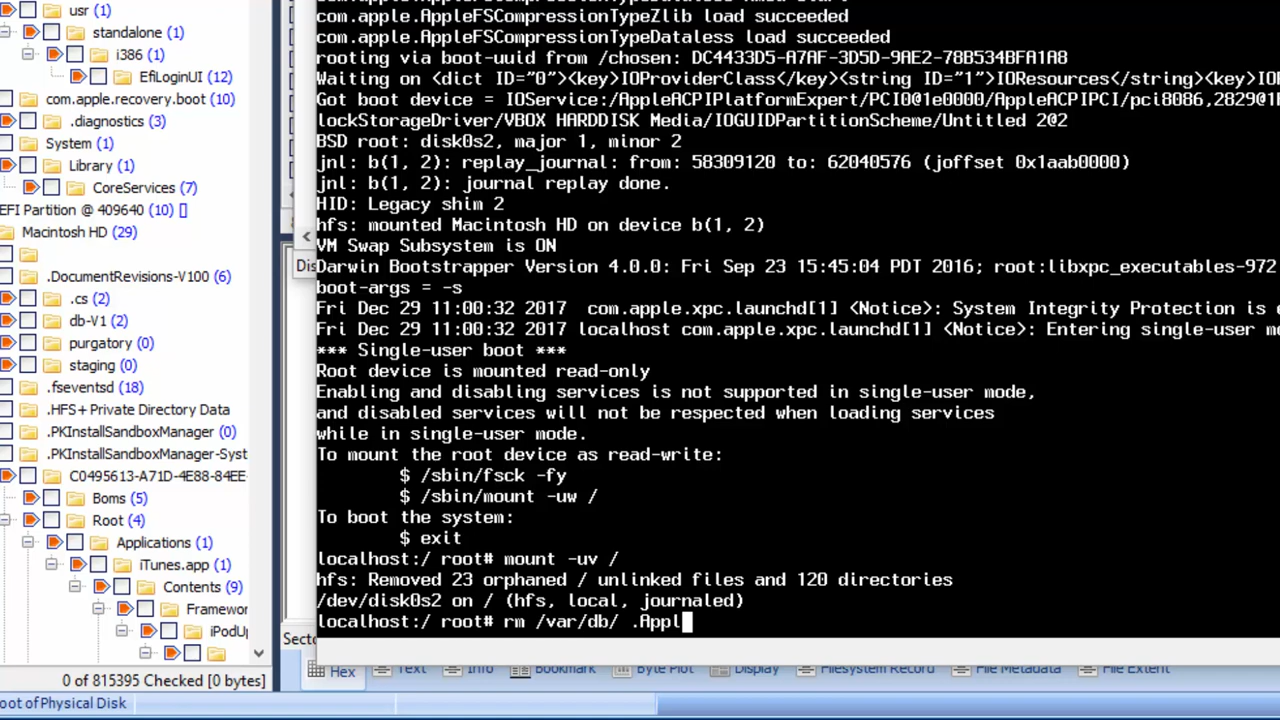 usr (1)
standalone (1)
i386 (1)
EfiLoginUI (12)
com.apple.recovery.boot (10)
.diagnostics (3)
System (1)
Library (1)
CoreServices (7)
EFI Partition @ 409640 (10) []
Macintosh HD (29)
.DocumentRevisions-V100 (6)
.cs (2)
db-V1 (2)
purgatory (0)
staging (0)
.fseventsd (18)
.HFS+ Private Directory Data
.PKInstallSandboxManager (0)
.PKInstallSandboxManager-Syst
C0495613-A71D-4E88-84EE-
Boms (5)
Root (4)
Applications (1)
iTunes.app (1)
Contents (9)
Framewor
iPodUp
0 of 815395 Checked [0 bytes]
oot of Physical Disk
Dis
Secto
com.apple.AppleFSCompressionTypeZlib load succeeded
com.apple.AppleFSCompressionTypeDataless load succeeded
rooting via boot-uuid from /chosen: DC4433D5-A7AF-3D5D-9AE2-78B534BFA1A8
Waiting on <dict ID="0"><key>IOProviderClass</key><string ID="1">IOResources</string><key>IO
Got boot device = IOService:/AppleACPIPlatformExpert/PCI0@1e0000/AppleACPIPCI/pci8086,2829@1
lockStorageDriver/VBOX HARDDISK Media/IOGUIDPartitionScheme/Untitled 2@2
BSD root: disk0s2, major 1, minor 2
jnl: b(1, 2): replay_journal: from: 58309120 to: 62040576 (joffset 0x1aab0000)
jnl: b(1, 2): journal replay done.
HID: Legacy shim 2
hfs: mounted Macintosh HD on device b(1, 2)
VM Swap Subsystem is ON
Darwin Bootstrapper Version 4.0.0: Fri Sep 23 15:45:04 PDT 2016; root:libxpc_executables-972
boot-args = -s
Fri Dec 29 11:00:32 2017  com.apple.xpc.launchd[1] <Notice>: System Integrity Protection is
Fri Dec 29 11:00:32 2017 localhost com.apple.xpc.launchd[1] <Notice>: Entering single-user mo
*** Single-user boot ***
Root device is mounted read-only
Enabling and disabling services is not supported in single-user mode,
and disabled services will not be respected when loading services
while in single-user mode.
To mount the root device as read-write:
$ /sbin/fsck -fy
$ /sbin/mount -uw /
To boot the system:
$ exit
localhost:/ root# mount -uv /
hfs: Removed 23 orphaned / unlinked files and 120 directories
/dev/disk0s2 on / (hfs, local, journaled)
localhost:/ root# rm /var/db/ .Appl
Hex Text Info Bookmark Byte Plot Display Filesystem Record File Metadata File Extent